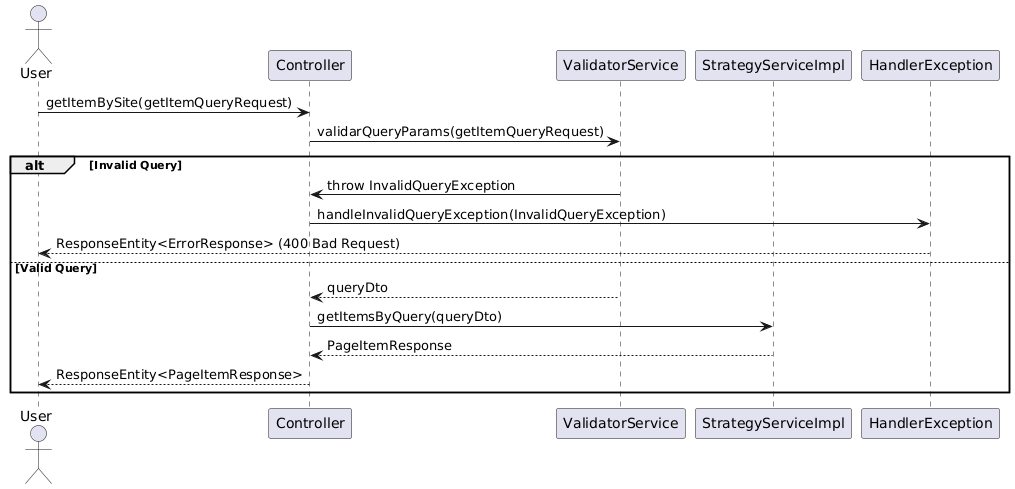 User
Controller
ValidatorService
StrategyServiceImpl
HandlerException
getItemBySite(getItemQueryRequest)
validarQueryParams(getItemQueryRequest)
alt [Invalid Query]
throw InvalidQueryException
handleInvalidQueryException(InvalidQueryException)
ResponseEntity<ErrorResponse> (400 Bad Request)
[Valid Query]
queryDto
getItemsByQuery(queryDto)
PageItemResponse
ResponseEntity<PageItemResponse>
User
Controller
ValidatorService
StrategyServiceImpl
HandlerException